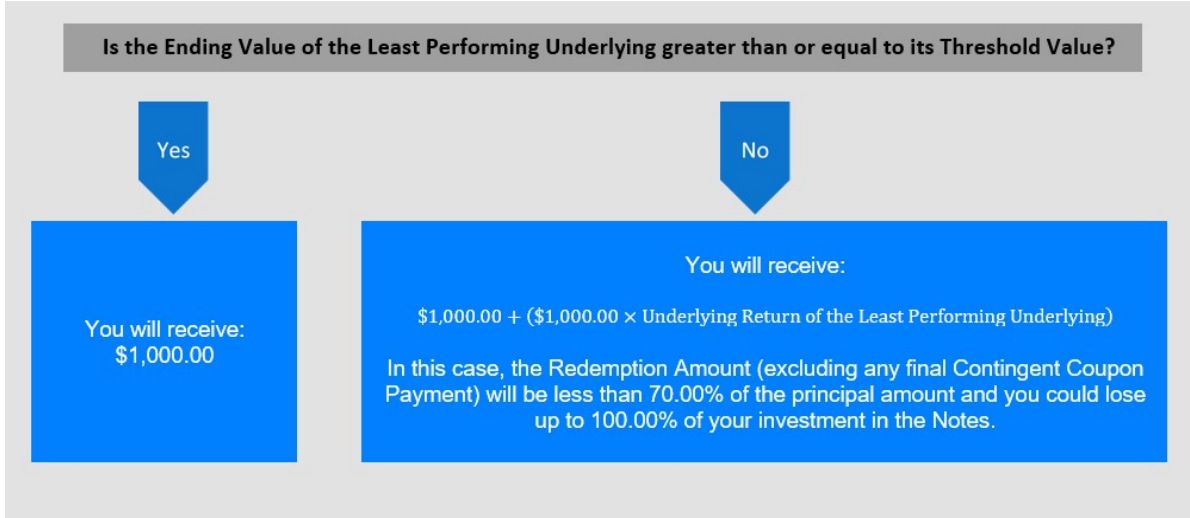 Is the Ending Value of the Least Performing Underlying greater than or equal to its Threshold Value?
Yes
No
You will receive:
$1,000.00
You will receive:
$1,000.00 + ($1,000.00 × Underlying Return of the Least Performing Underlying)
In this case, the Redemption Amount (excluding any final Contingent Coupon
Payment) will be less than 70.00% of the principal amount and you could lose
up to 100.00% of your investment in the Notes.